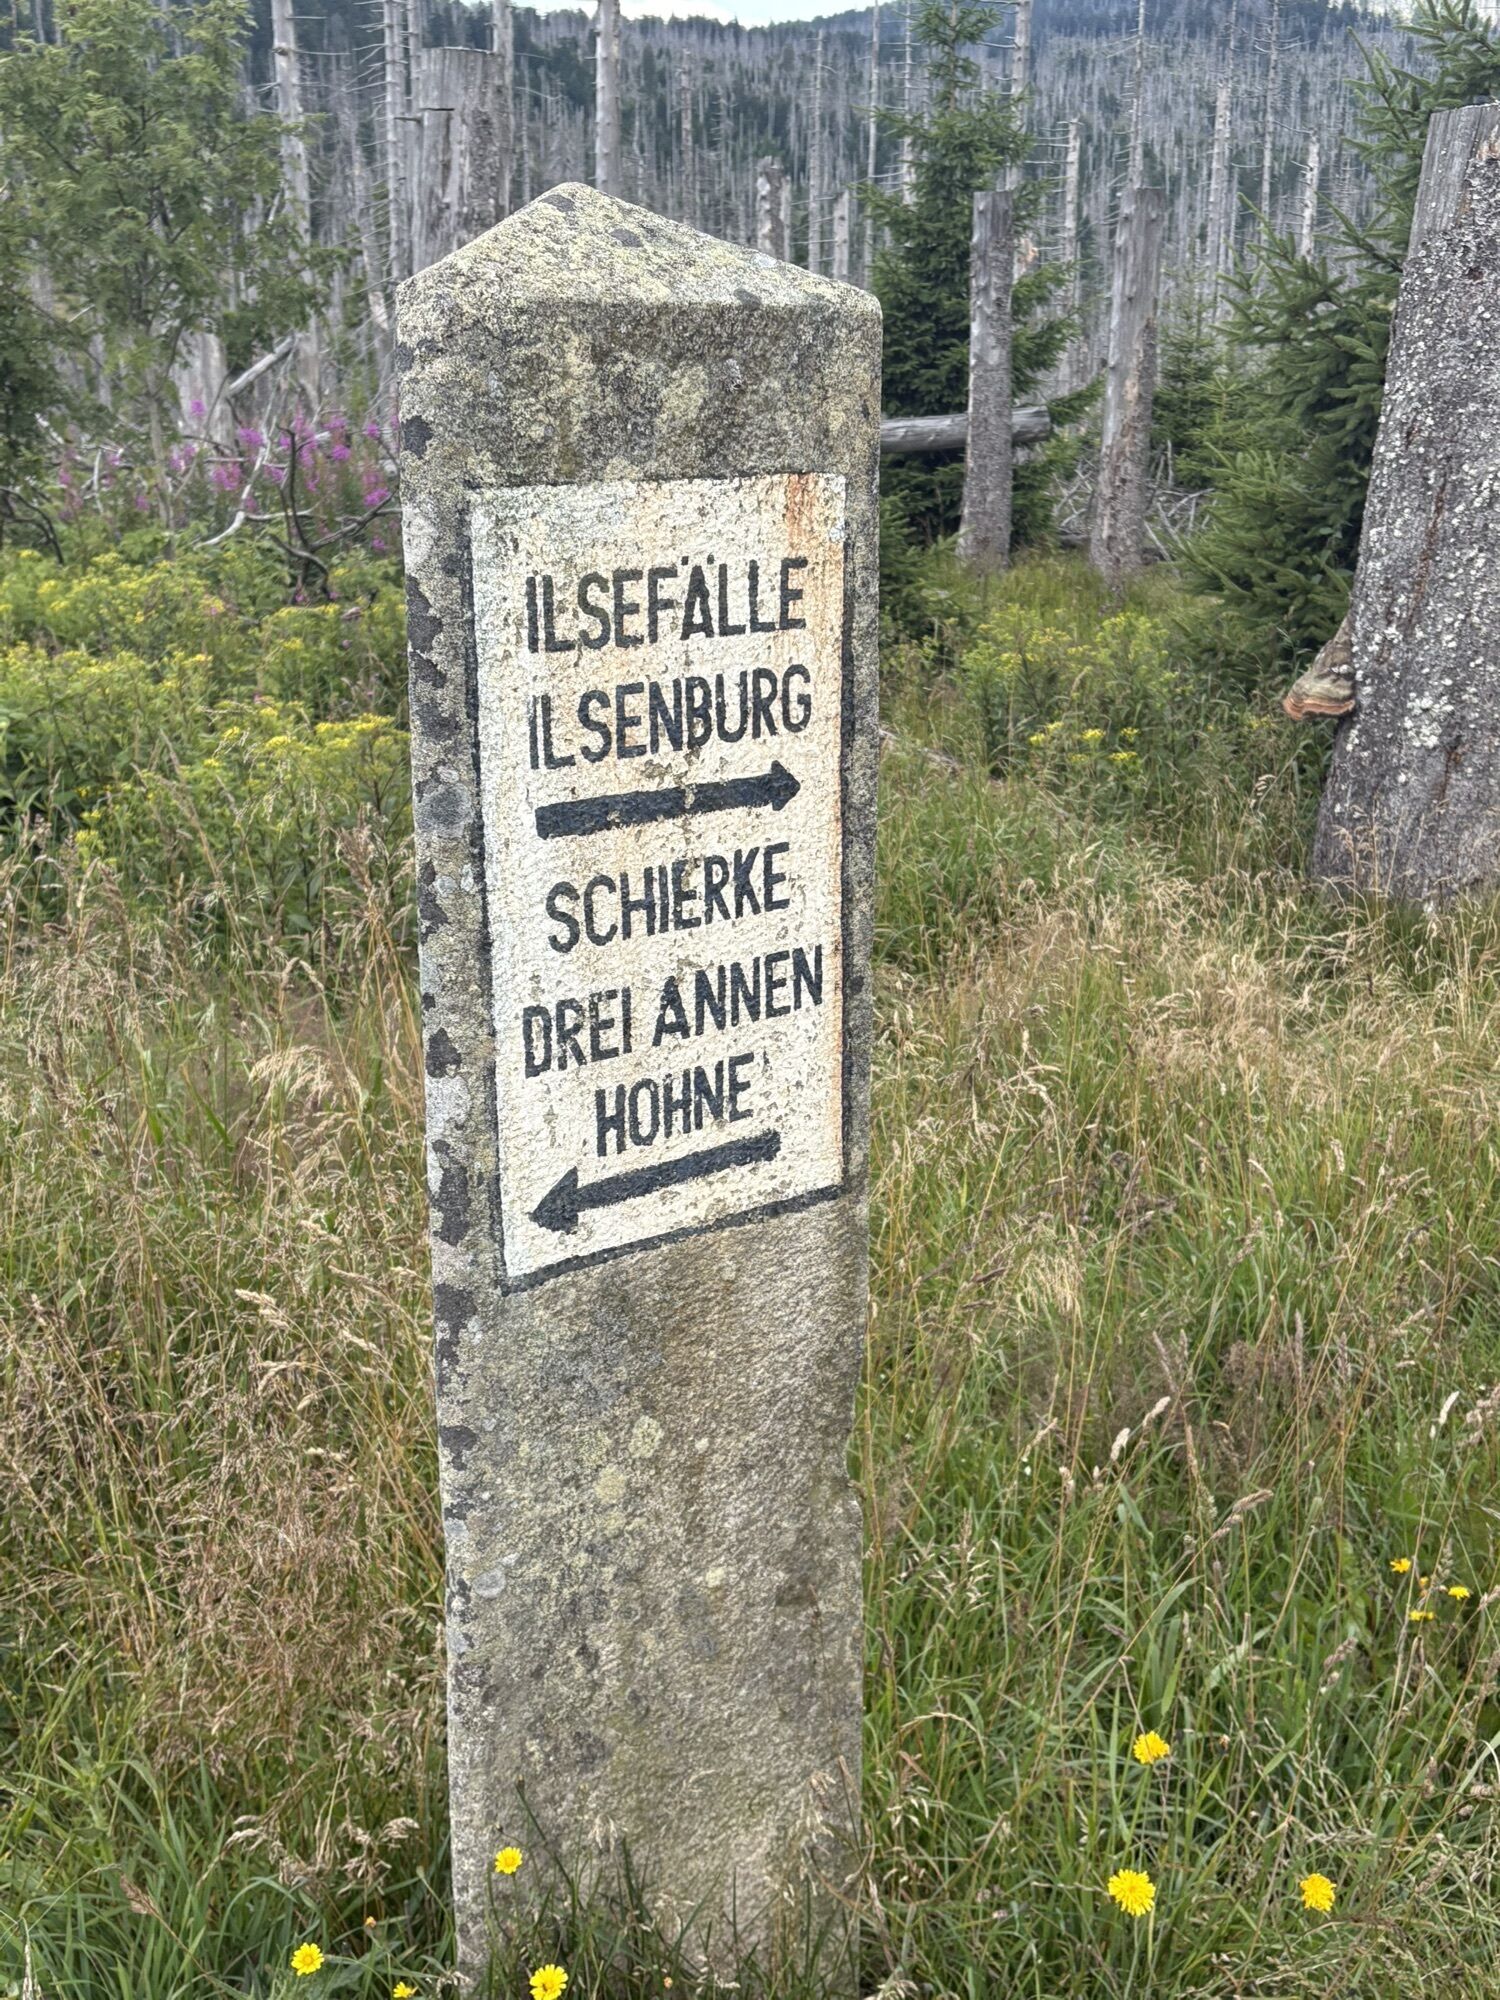 ILSEFÄLLE
ILSENBURG
SCHIERKE
DREI ANNEN
HOHNE